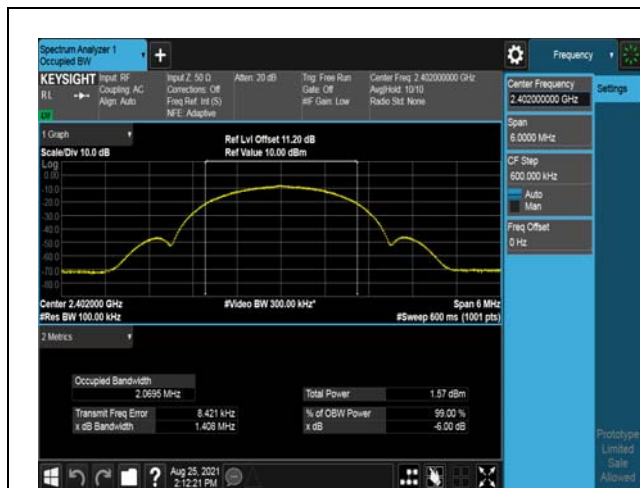 Spectrum Analyzer 1
Occupied BW
+
Frequency
KEYSIGHT Input: RF
RL
Coupling: AC
Align: Auto
Input Z: 50 Ω
Corrections: Off
Freq Ref: Int (S)
NFE: Adaptive
Atten: 20 dB
Trig: Free Run
Gate: Off
#IF Gain: Low
Center Freq: 2.402000000 GHz
Avg|Hold: 10/10
Radio Std: None
Center Frequency
2.402000000 GHz
Settings
Span
6.0000 MHz
CF Step
600.000 kHz
Auto
Man
Freq Offset
0 Hz
1 Graph
Scale/Div 10.0 dB
Ref Lvl Offset 11.20 dB
Ref Value 10.00 dBm
Log
0.00
-10.0
-20.0
-30.0
-40.0
-50.0
-60.0
-70.0
-80.0
Center 2.402000 GHz
#Res BW 100.00 kHz
#Video BW 300.00 kHz*
Span 6 MHz
#Sweep 600 ms (1001 pts)
2 Metrics
Occupied Bandwidth
2.0695 MHz
Total Power 1.57 dBm
Transmit Freq Error 8.421 kHz
% of OBW Power 99.00 %
x dB Bandwidth 1.408 MHz
x dB -6.00 dB
Aug 25, 2021
2:12:21 PM
Prototype
Limited
Sale
Allowed